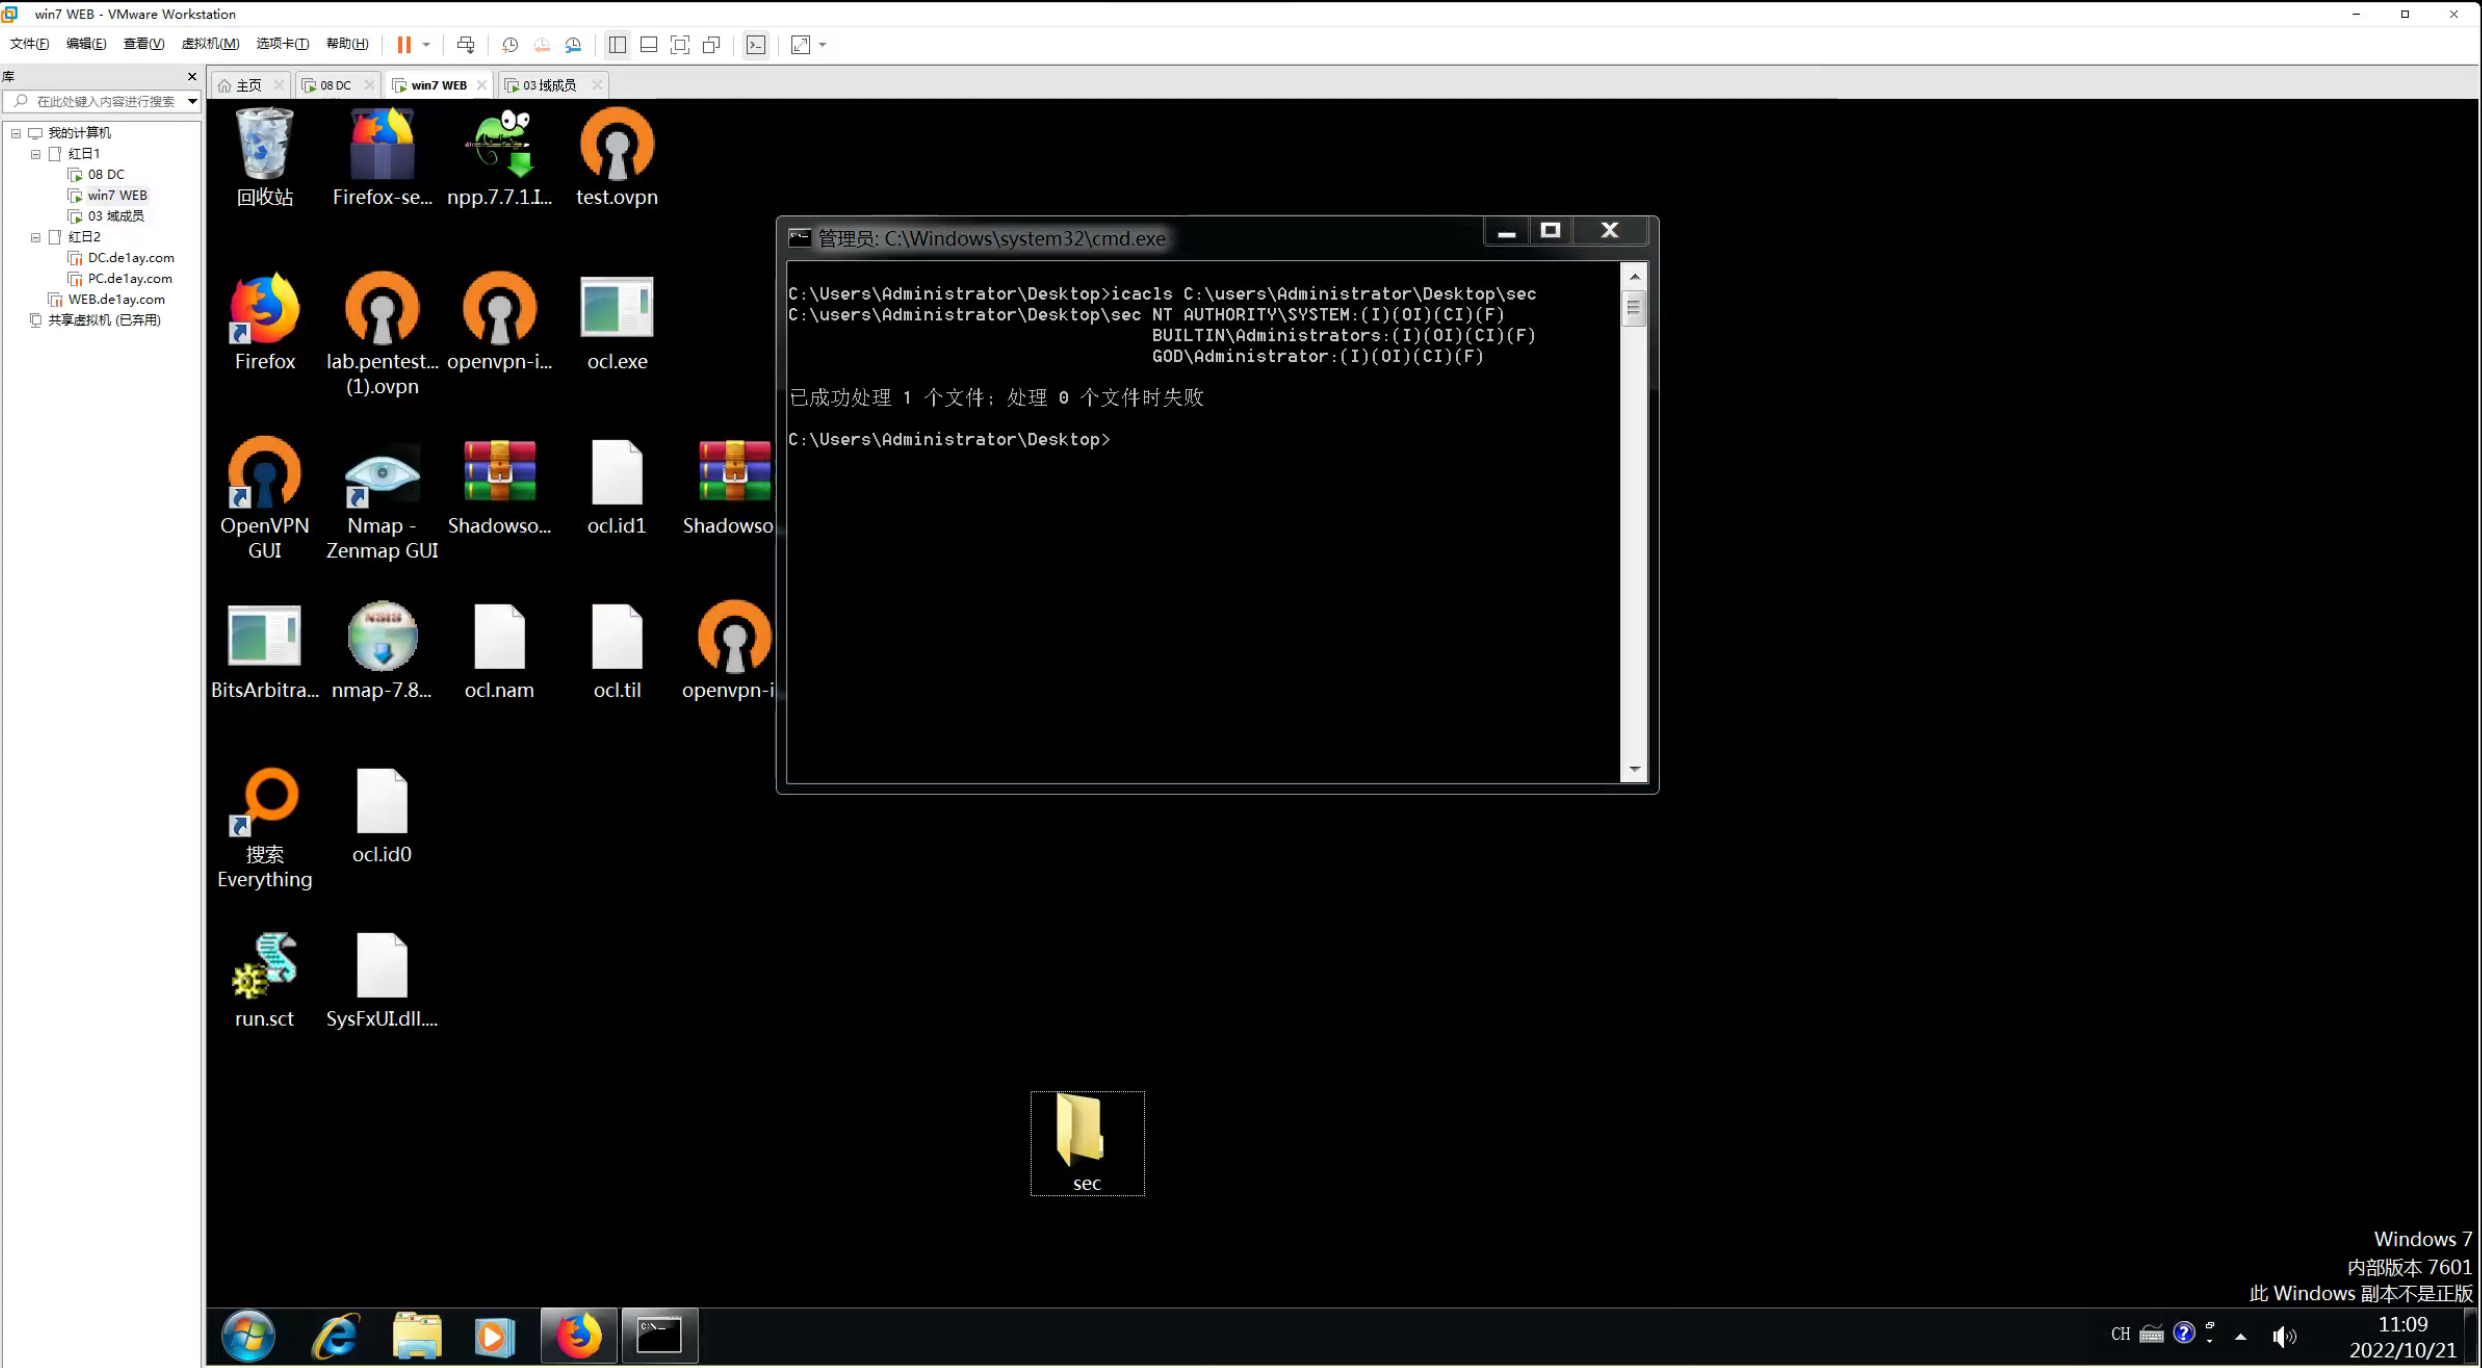 win7 WEB - VMware Workstation
文件(F) 编辑(E) 查看(V) 虚拟机(M) 选项卡(T) 帮助(H)
库
在此处键入内容进行搜索
我的计算机
红日1
08 DC
win7 WEB
03 域成员
红日2
DC.de1ay.com
PC.de1ay.com
WEB.de1ay.com
共享虚拟机 (已弃用)
主页 08 DC win7 WEB 03 域成员
回收站 Firefox-se... npp.7.7.1.I... test.ovpn
Firefox lab.pentest... (1).ovpn openvpn-i... ocl.exe
OpenVPN GUI Nmap - Zenmap GUI Shadowso... ocl.id1 Shadowso
BitsArbitra... nmap-7.8... ocl.nam ocl.til openvpn-i
搜索 Everything ocl.id0
run.sct SysFxUI.dll....
管理员: C:\Windows\system32\cmd.exe
C:\Users\Administrator\Desktop>icacls C:\users\Administrator\Desktop\sec
C:\users\Administrator\Desktop\sec NT AUTHORITY\SYSTEM:(I)(OI)(CI)(F)
BUILTIN\Administrators:(I)(OI)(CI)(F)
GOD\Administrator:(I)(OI)(CI)(F)
已成功处理 1 个文件; 处理 0 个文件时失败
C:\Users\Administrator\Desktop>
sec
Windows 7
内部版本 7601
此 Windows 副本不是正版
CH
11:09
2022/10/21